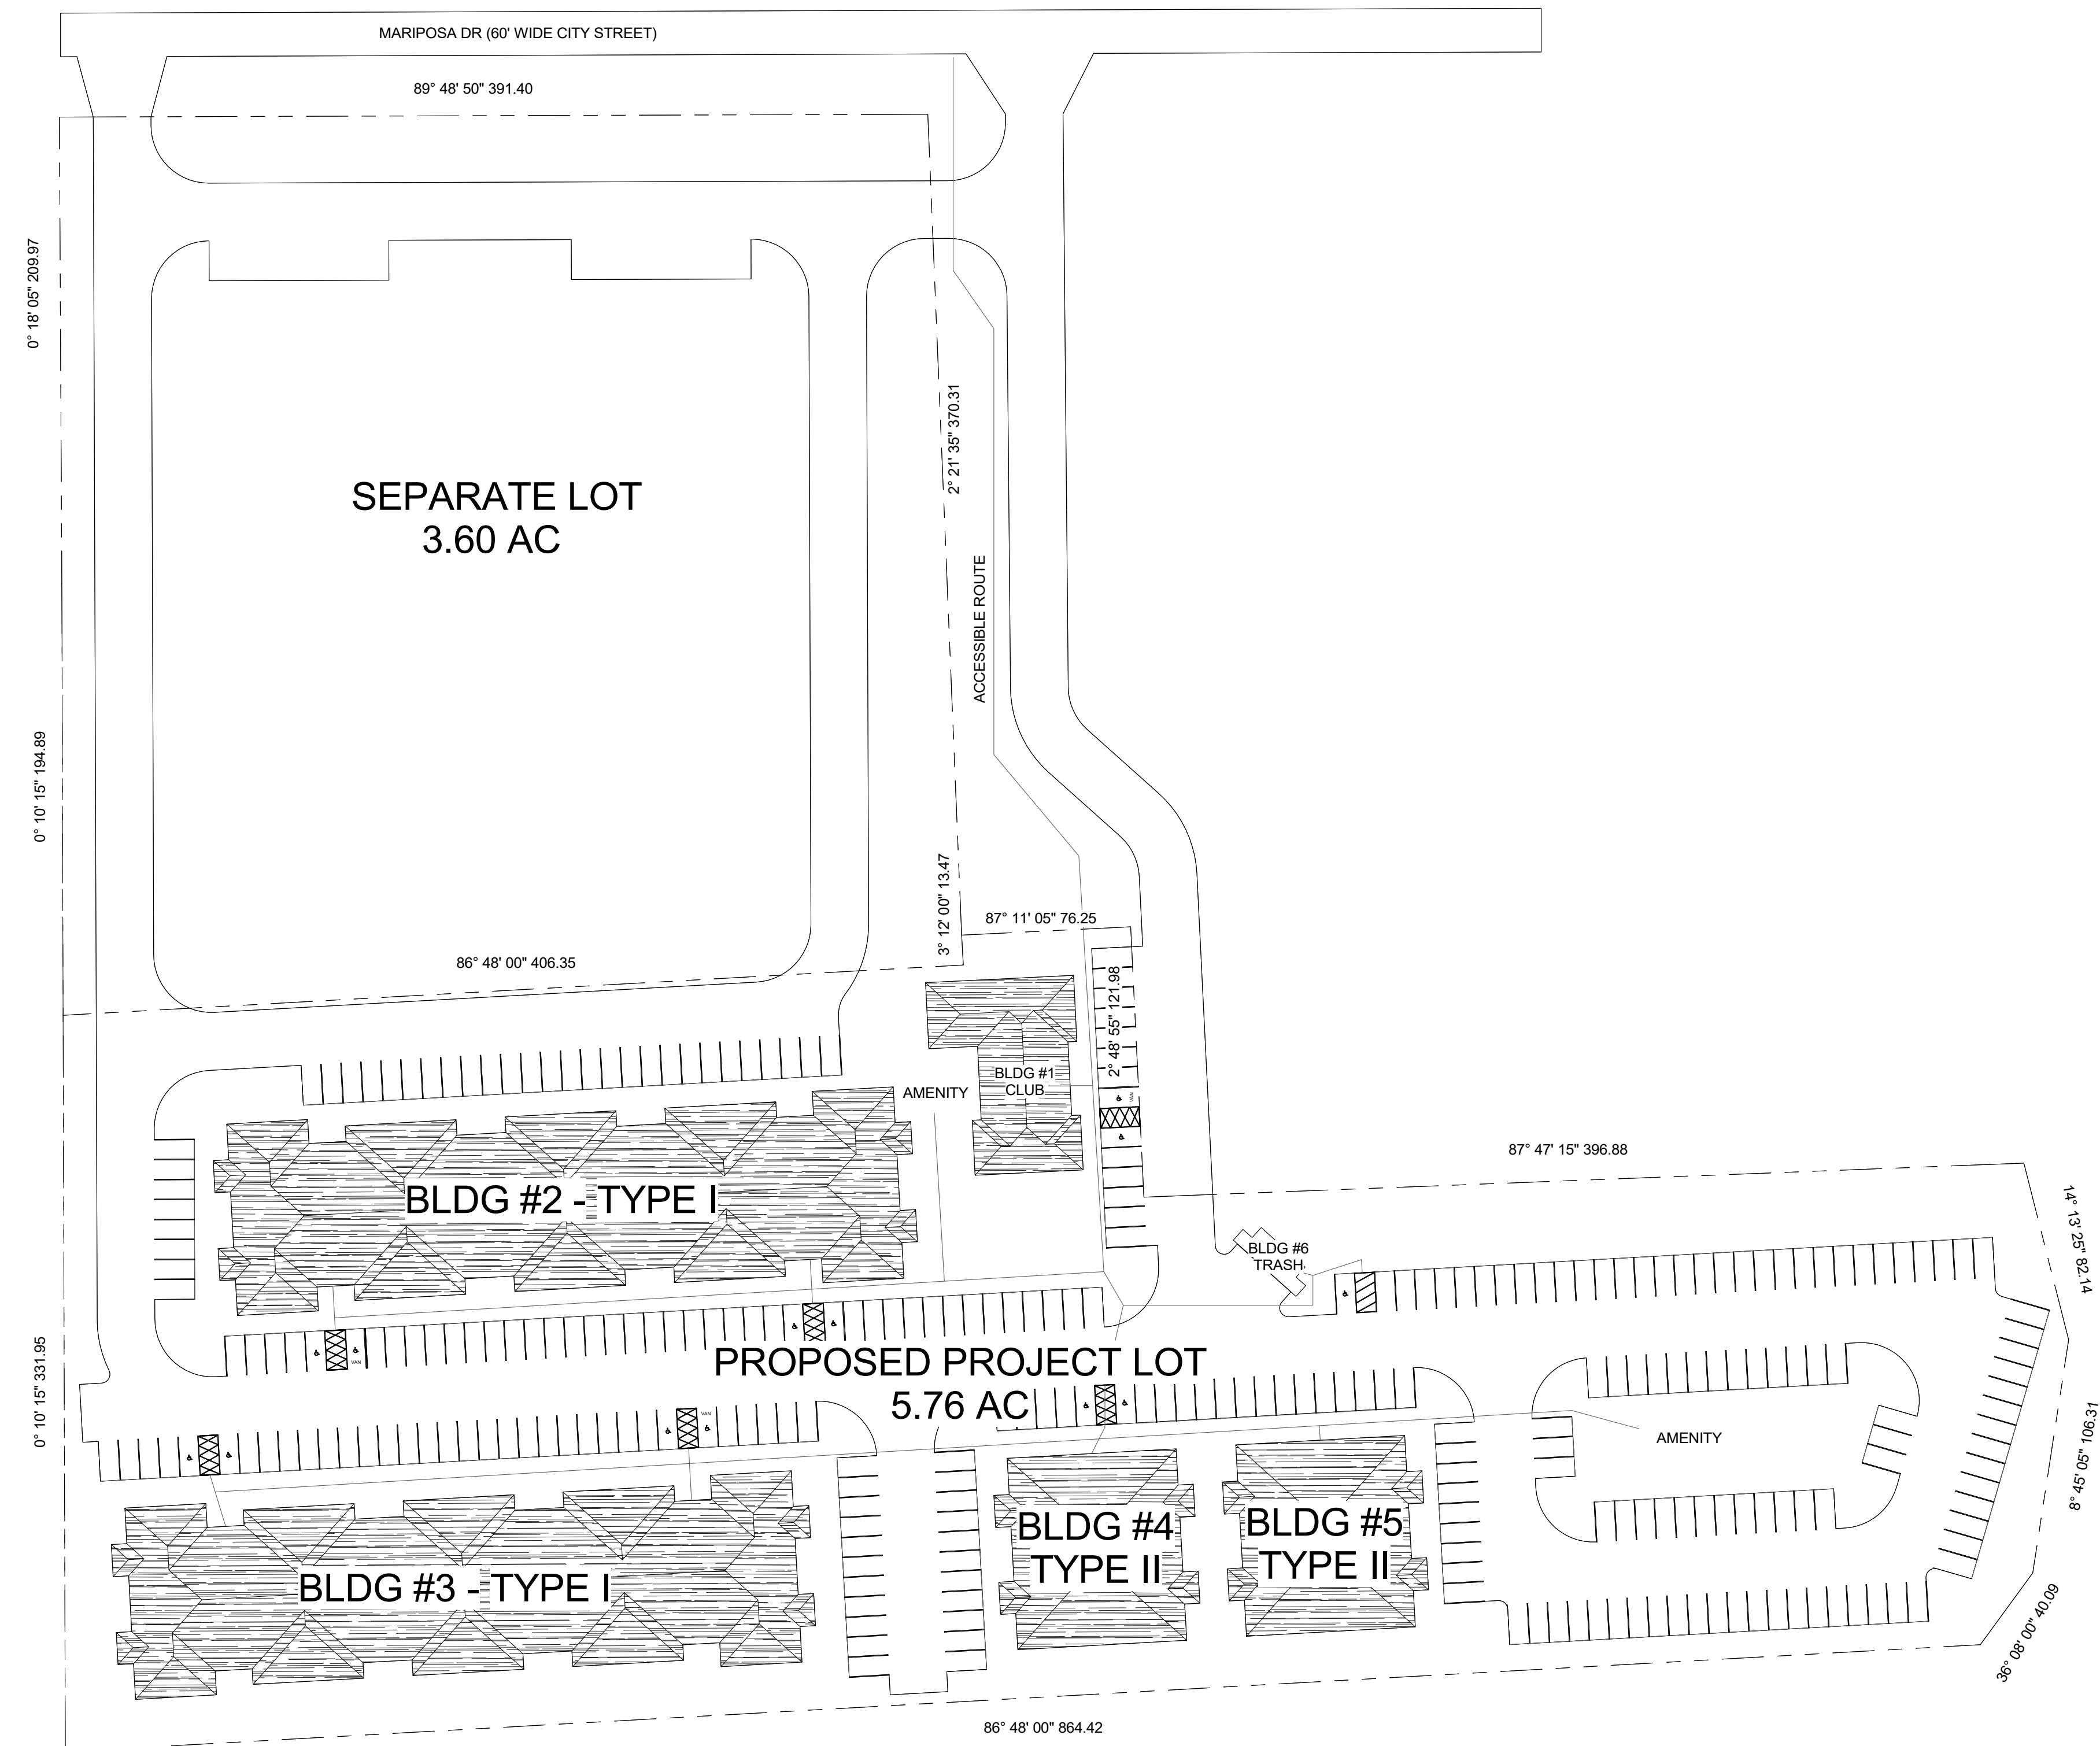 MARIPOSA DR (60' WIDE CITY STREET)
89° 48' 50" 391.40
0° 18' 05" 209.97
2° 21' 35" 370.31
SEPARATE LOT
3.60 AC
ACCESSIBLE ROUTE
0° 10' 15" 194.89
3° 12' 00" 13.47
87° 11' 05" 76.25
86° 48' 00" 406.35
2° 48' 55" 121.98
BLDG #1
CLUB
AMENITY
VAN
87° 47' 15" 396.88
BLDG #2 - TYPE I
14° 13' 25" 82.14
BLDG #6
TRASH
VAN
0° 10' 15" 331.95
PROPOSED PROJECT LOT
5.76 AC
VAN
AMENITY
8° 45' 05" 106.31
BLDG #3 - TYPE I
BLDG #4
TYPE II
BLDG #5
TYPE II
36° 08' 00" 40.09
86° 48' 00" 864.42